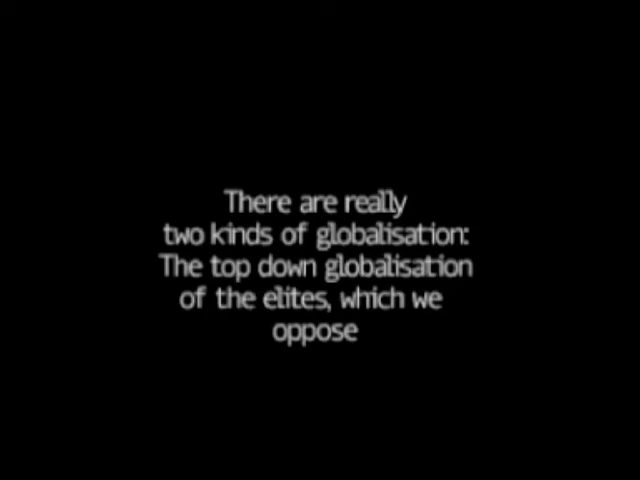 There are really
two kinds of globalisation:
The top down globalisation
of the elites, which we
oppose